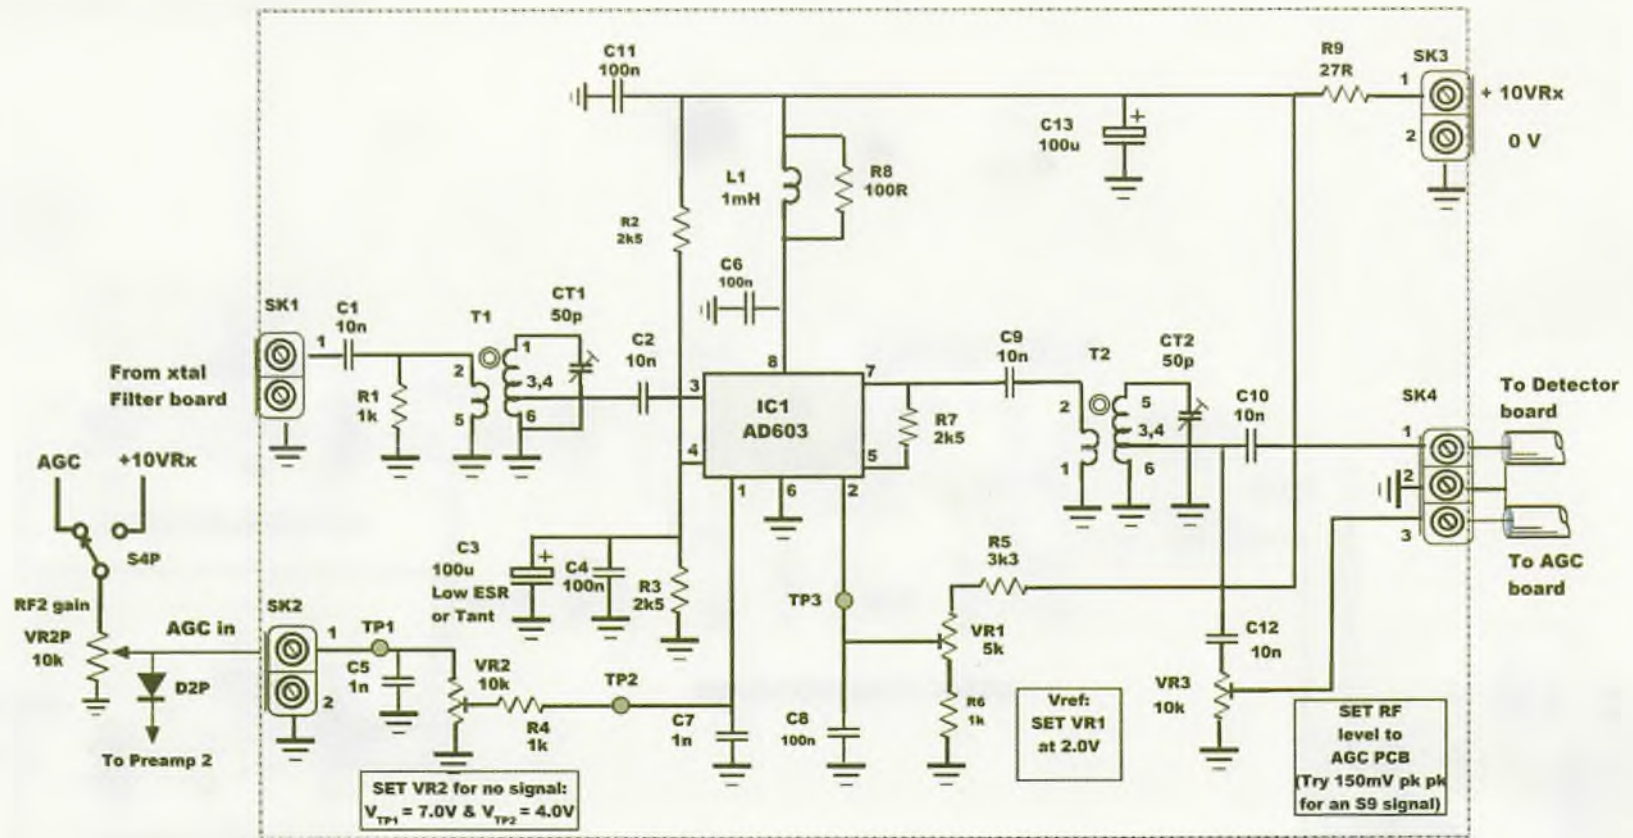 C11
100n
R9
27R
SK3
1
+ 10VRx
2
0 V
C13
100u
+
L1
1mH
R8
100R
R2
2k5
C6
100n
SK1
1
C1
10n
T1
CT1
50p
1
2
3,4
5
6
C2
10n
From xtal
Filter board
R1
1k
8
3
7
IC1
AD603
4
5
1
6
2
R7
2k5
C9
10n
T2
CT2
50p
2
5
3,4
1
6
C10
10n
SK4
1
2
3
To Detector
board
To AGC
board
AGC
+10VRx
S4P
RF2 gain
VR2P
10k
AGC in
D2P
To Preamp 2
SK2
1
2
TP1
C5
1n
VR2
10k
R4
1k
TP2
C3
100u
+
Low ESR
or Tant
C4
100n
R3
2k5
C7
1n
TP3
C8
100n
R5
3k3
VR1
5k
R6
1k
C12
10n
VR3
10k
Vref:
SET VR1
at 2.0V
SET RF
level to
AGC PCB
(Try 150mV pk pk
for an S9 signal)
SET VR2 for no signal:
VTP1 = 7.0V & VTP2 = 4.0V